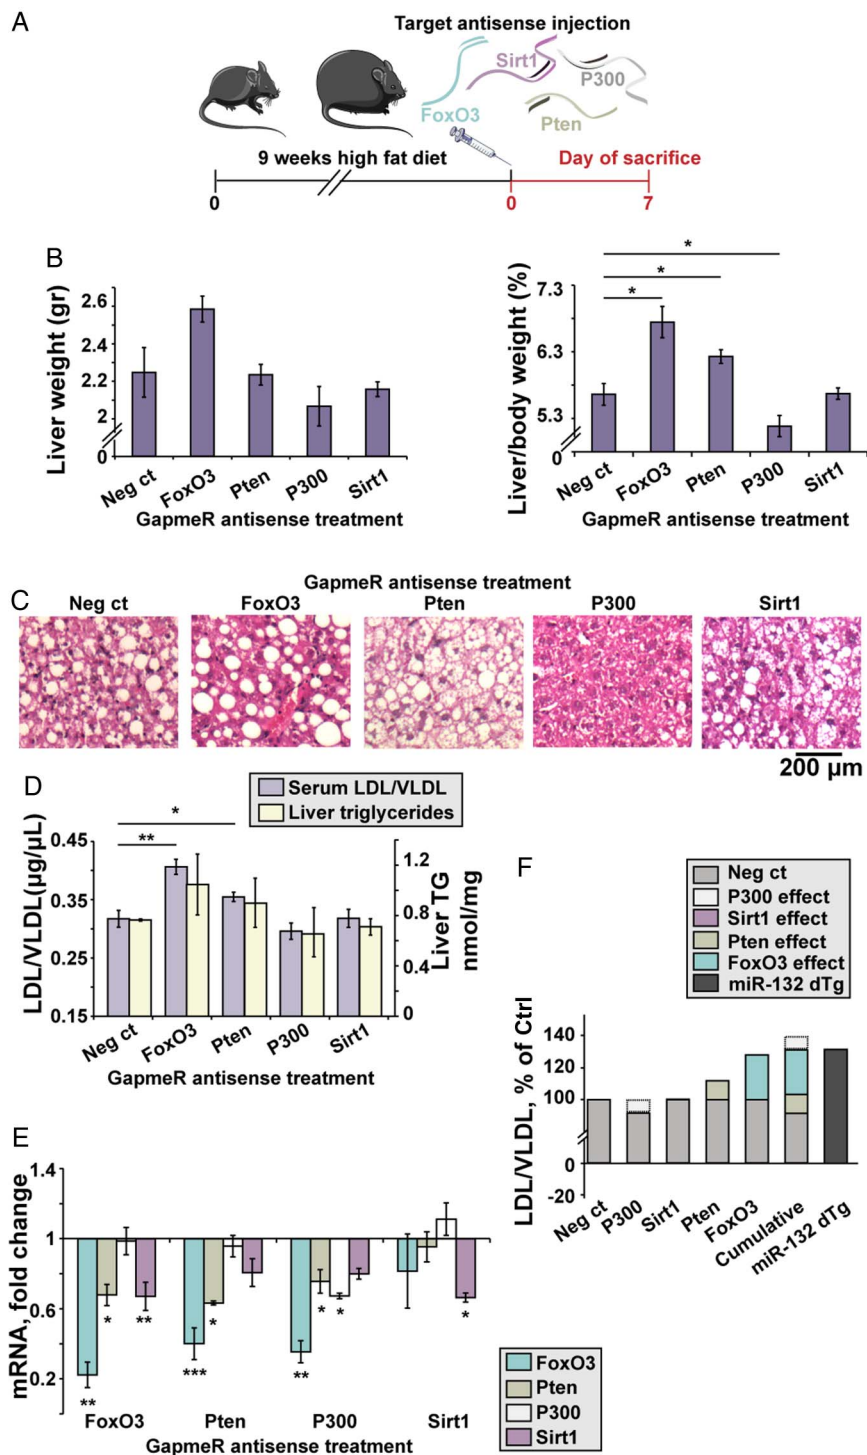 A
Target antisense injection
Sirt1
P300
FoxO3
Pten
9 weeks high fat diet
Day of sacrifice
0
0
7
B
Liver weight (gr)
2.6
2.4
2.2
2
0
Neg ct
FoxO3
Pten
P300
Sirt1
GapmeR antisense treatment
Liver/body weight (%)
*
*
*
7.3
6.3
5.3
0
Neg ct
FoxO3
Pten
P300
Sirt1
GapmeR antisense treatment
C
GapmeR antisense treatment
Neg ct
FoxO3
Pten
P300
Sirt1
200 µm
D
Serum LDL/VLDL
Liver triglycerides
*
**
LDL/VLDL(µg/µL)
0.45
0.35
0.25
0.15
Liver TG
nmol/mg
1.2
0.8
0.4
0
Neg ct
FoxO3
Pten
P300
Sirt1
GapmeR antisense treatment
E
mRNA, fold change
1.4
1
0.6
0.2
**
*
**
***
*
**
*
*
*
FoxO3
Pten
P300
Sirt1
GapmeR antisense treatment
FoxO3
Pten
P300
Sirt1
F
Neg ct
P300 effect
Sirt1 effect
Pten effect
FoxO3 effect
miR-132 dTg
LDL/VLDL, % of Ctrl
140
120
100
0
-20
Neg ct
P300
Sirt1
Pten
FoxO3
Cumulative
miR-132 dTg